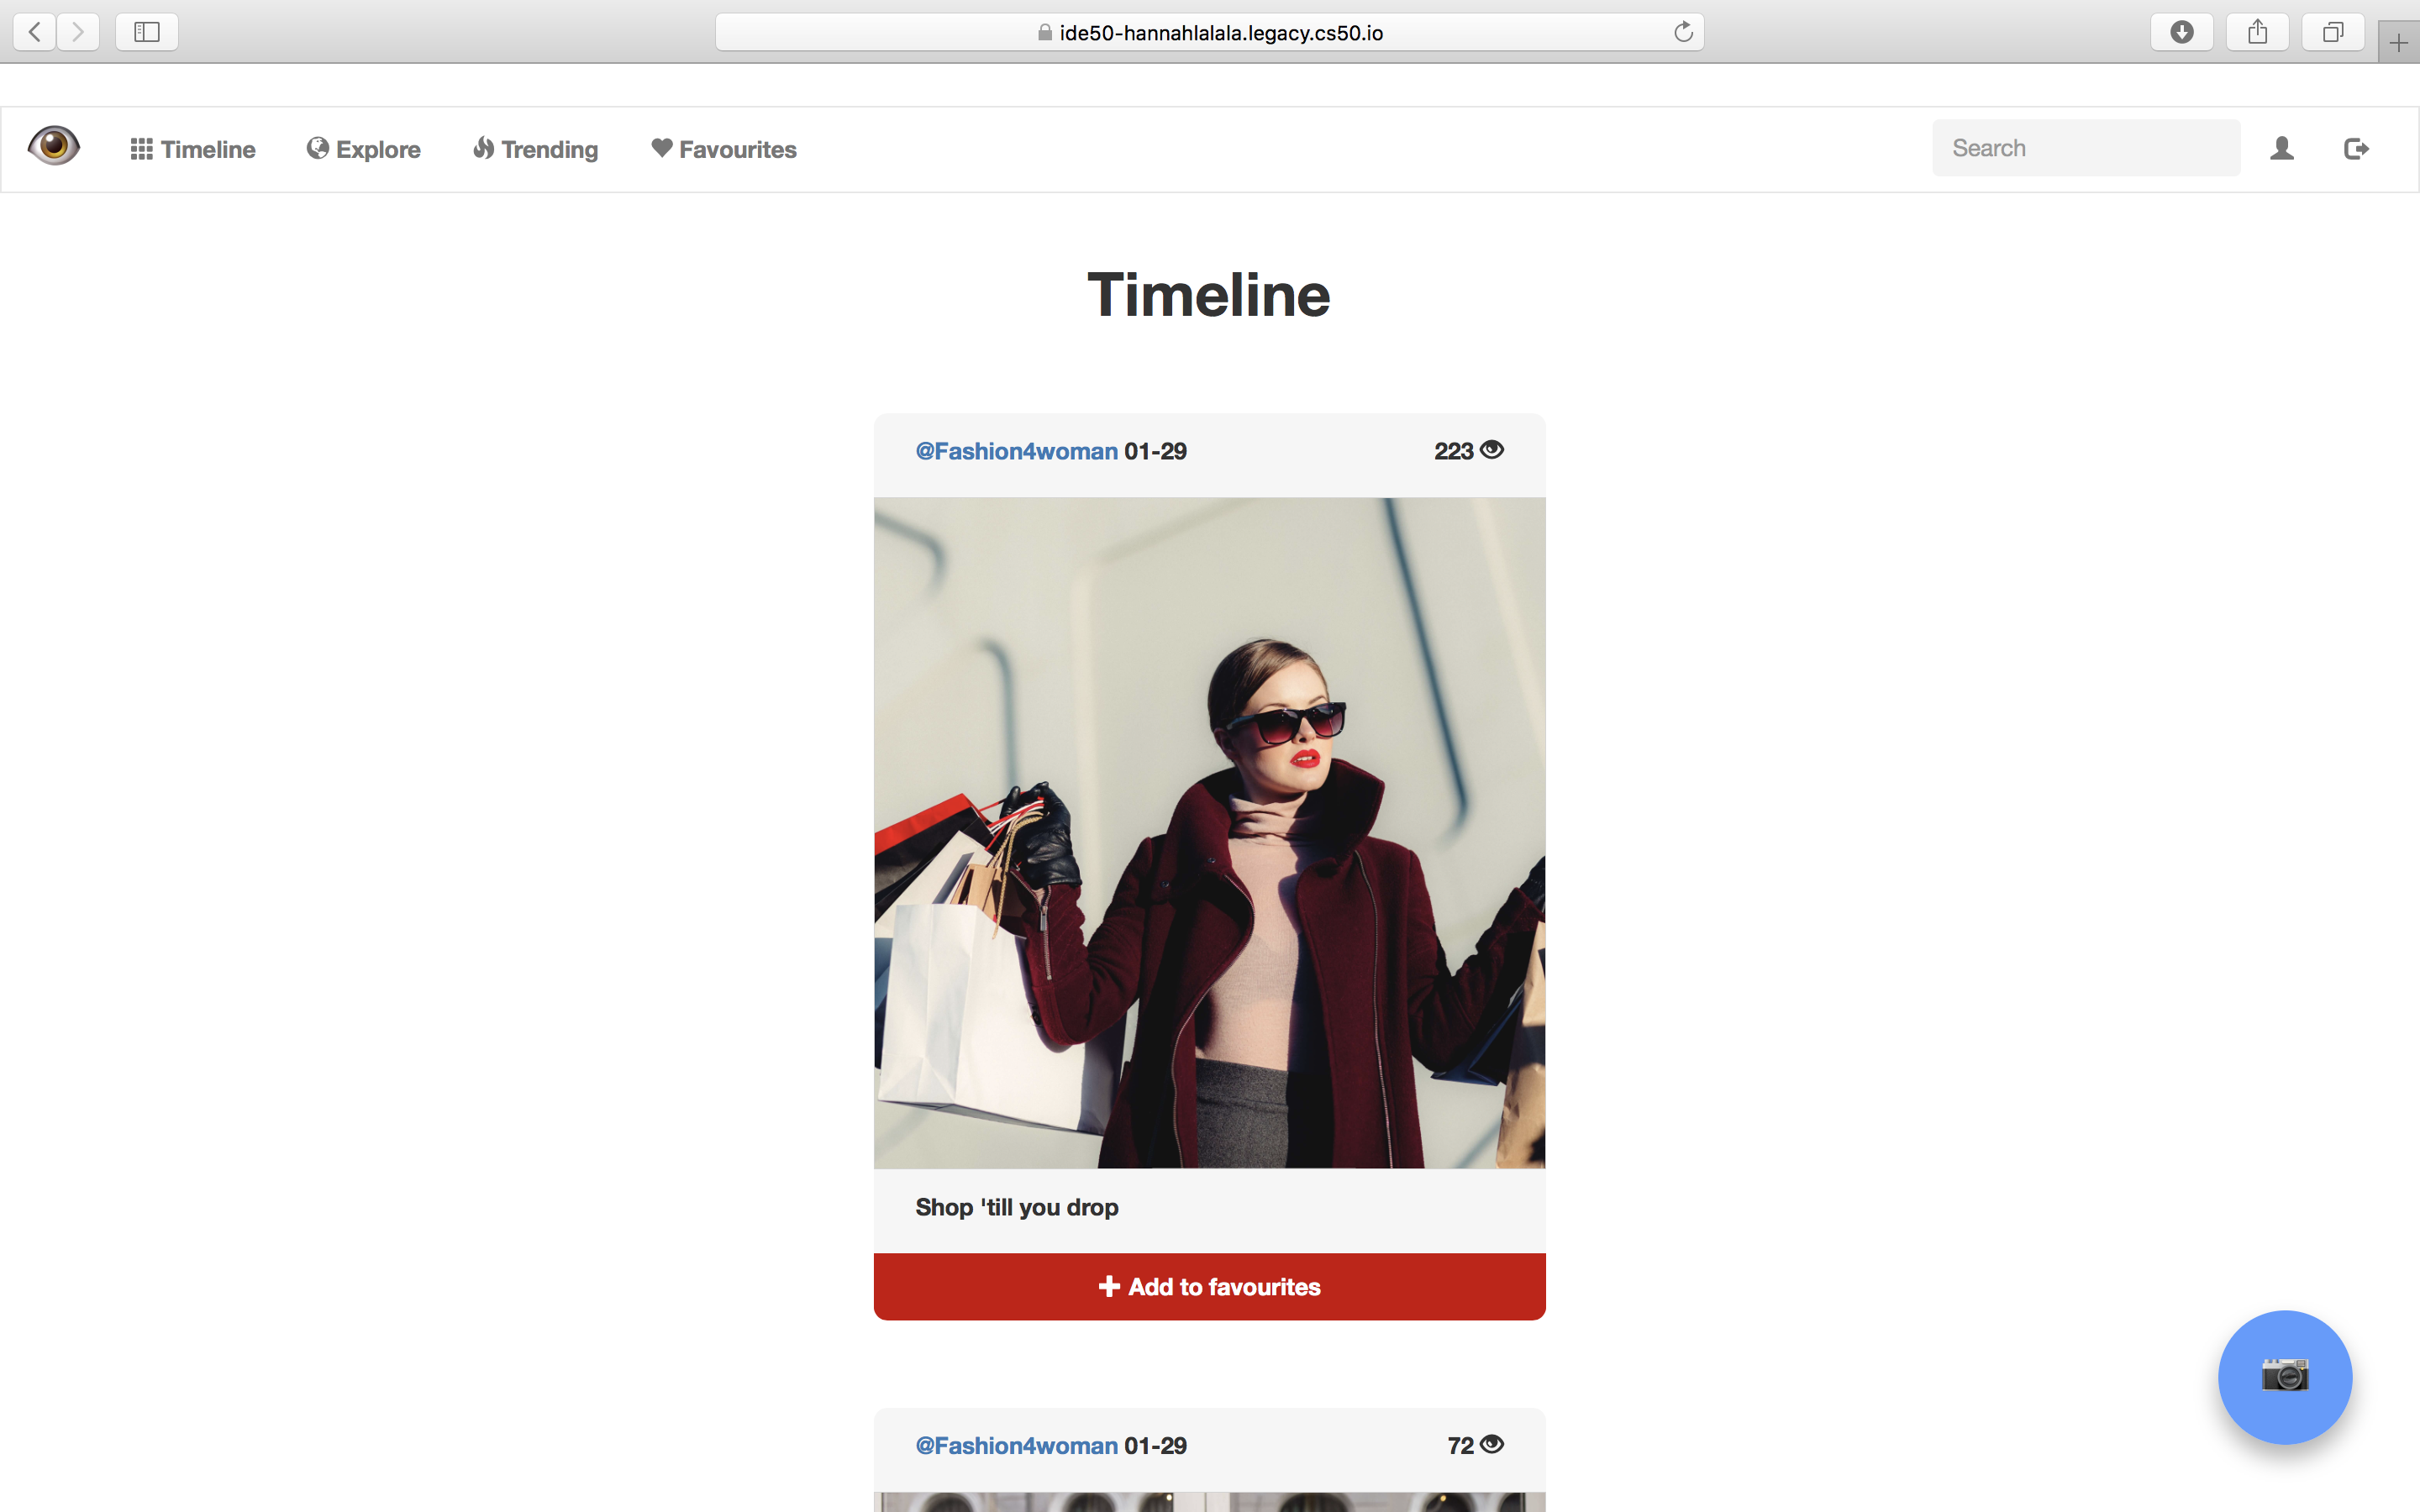 ide50-hannahlalala.legacy.cs50.io
Timeline Explore Trending Favourites Search
Timeline
@Fashion4woman 01-29 223
Shop 'till you drop
Add to favourites
@Fashion4woman 01-29 72